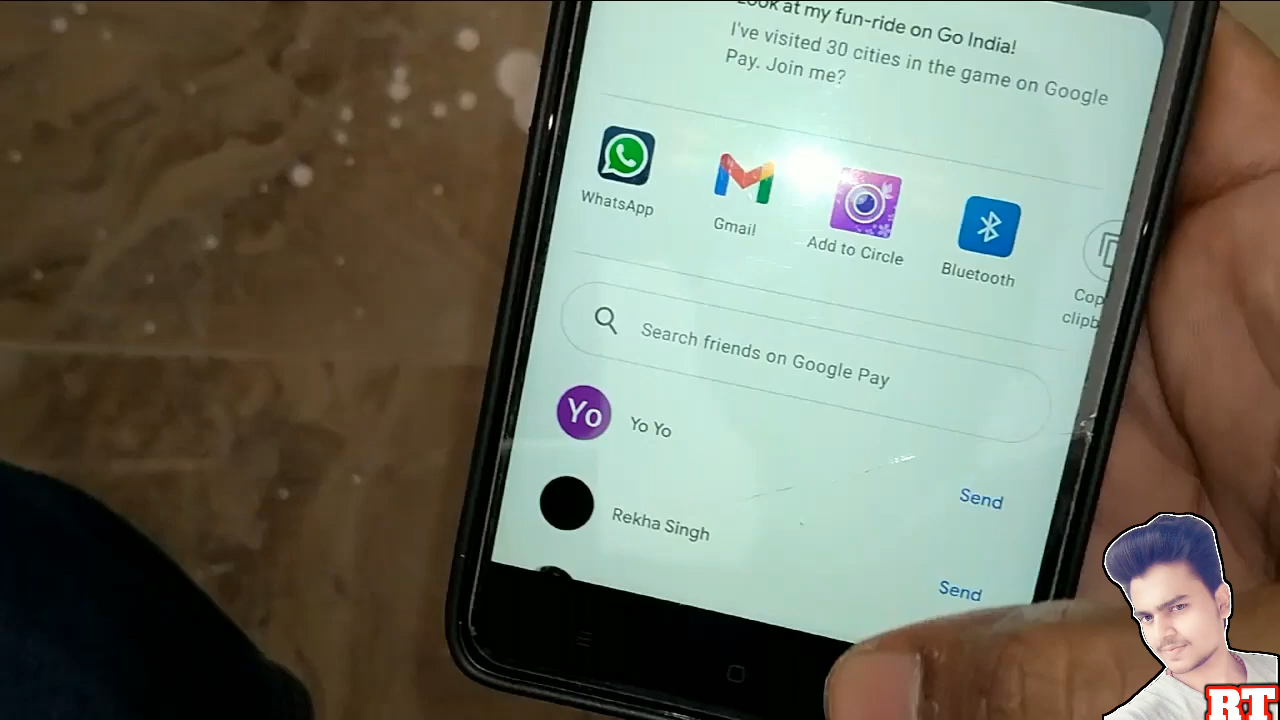 Look at my fun-ride on Go India!
I've visited 30 cities in the game on Google
Pay. Join me?
WhatsApp
Gmail
Add to Circle
Bluetooth
Search friends on Google Pay
Yo
Yo Yo
Send
Rekha Singh
Send
RT